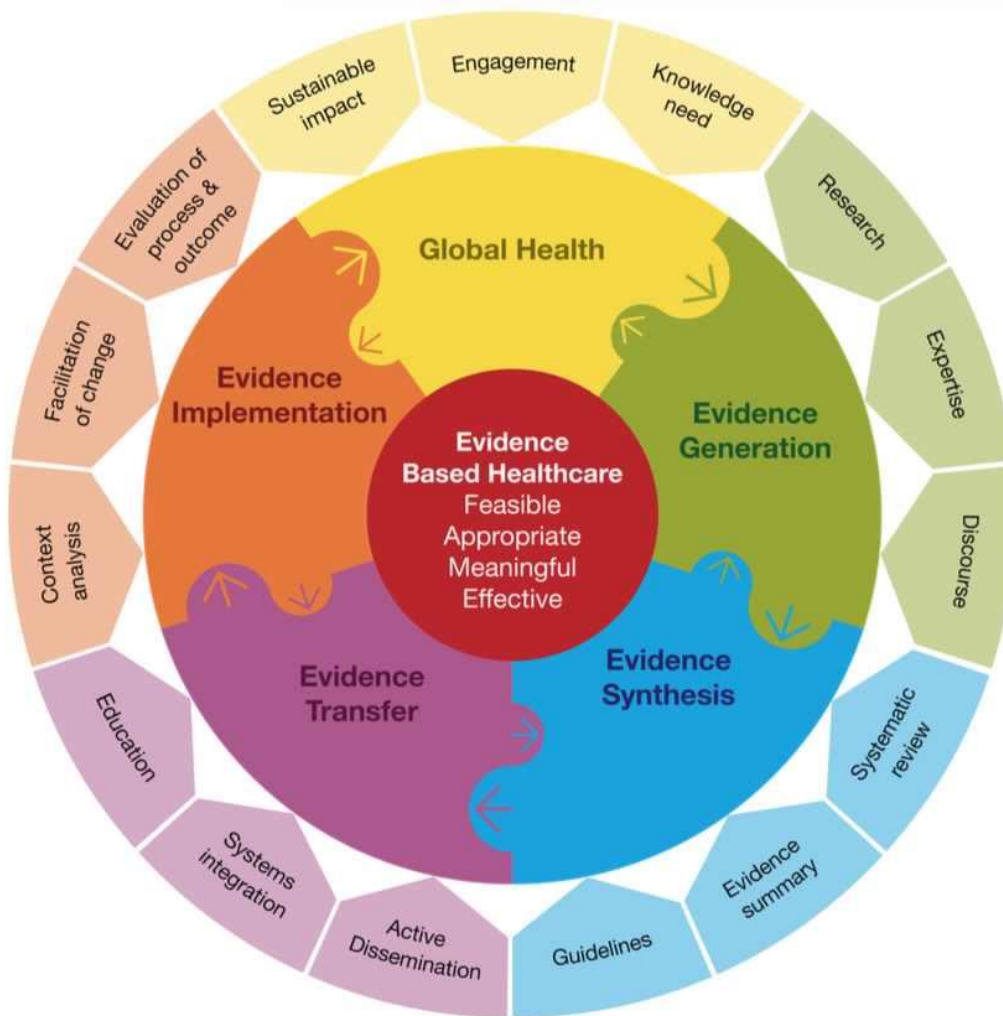 Sustainable
impact
Engagement
Knowledge
need
Research
Expertise
Discourse
Systematic
review
Evidence
summary
Guidelines
Active
Dissemination
Systems
integration
Education
Context
analysis
Facilitation
of change
Evaluation of
process &
outcome
Global Health
Evidence
Generation
Evidence
Synthesis
Evidence
Transfer
Evidence
Implementation
Evidence
Based Healthcare
Feasible
Appropriate
Meaningful
Effective